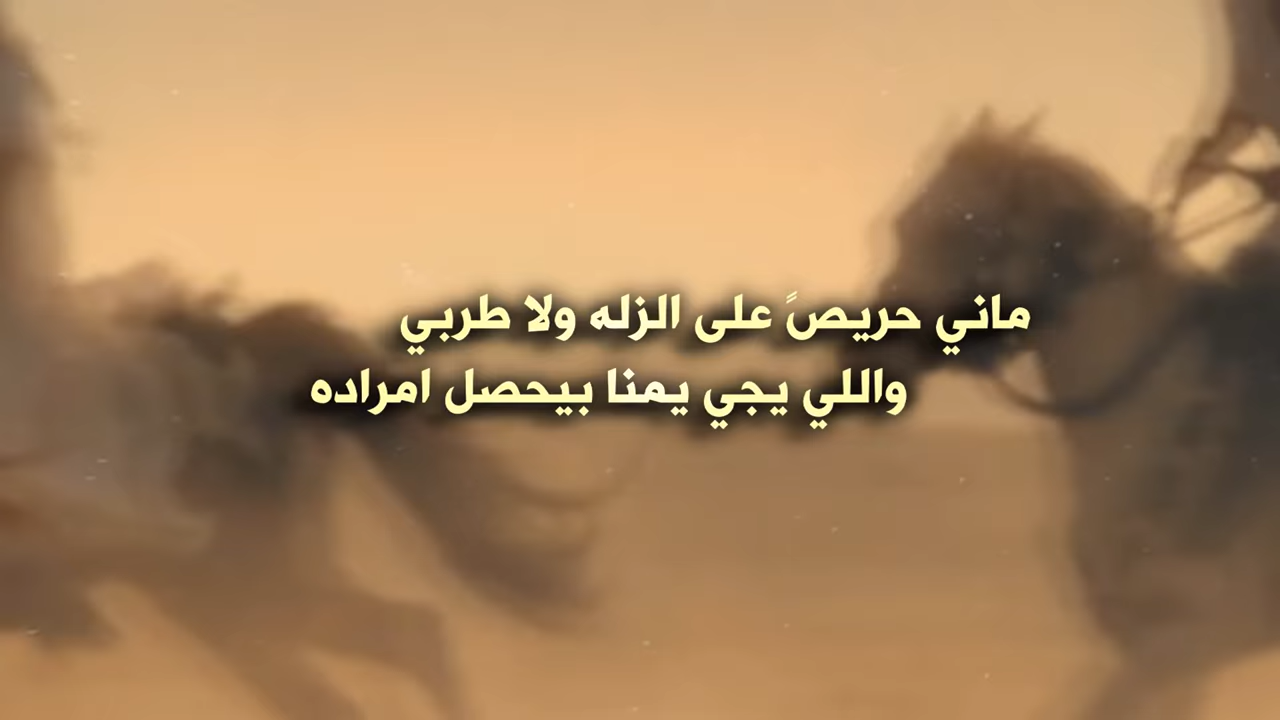 ماني حريصً على الزله ولا طربي
واللي يجي يمنا بيحصل امراده